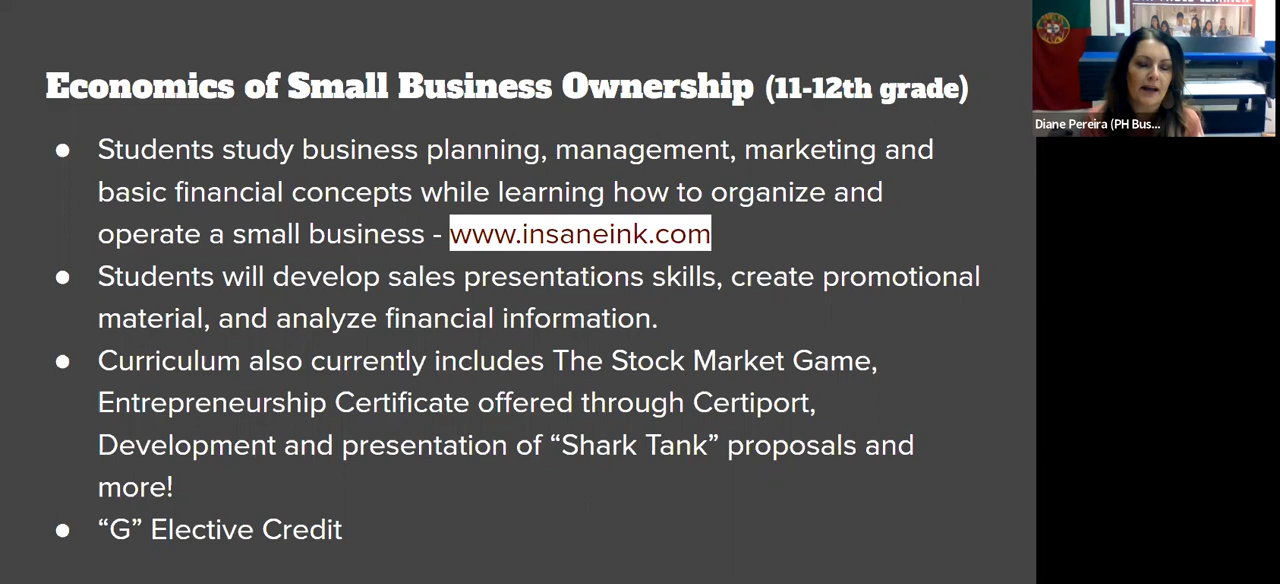 Economics of Small Business Ownership (11-12th grade)
● Students study business planning, management, marketing and
basic financial concepts while learning how to organize and
operate a small business - www.insaneink.com
● Students will develop sales presentations skills, create promotional
material, and analyze financial information.
● Curriculum also currently includes The Stock Market Game,
Entrepreneurship Certificate offered through Certiport,
Development and presentation of “Shark Tank” proposals and
more!
● “G” Elective Credit
Diane Pereira (PH Bus...